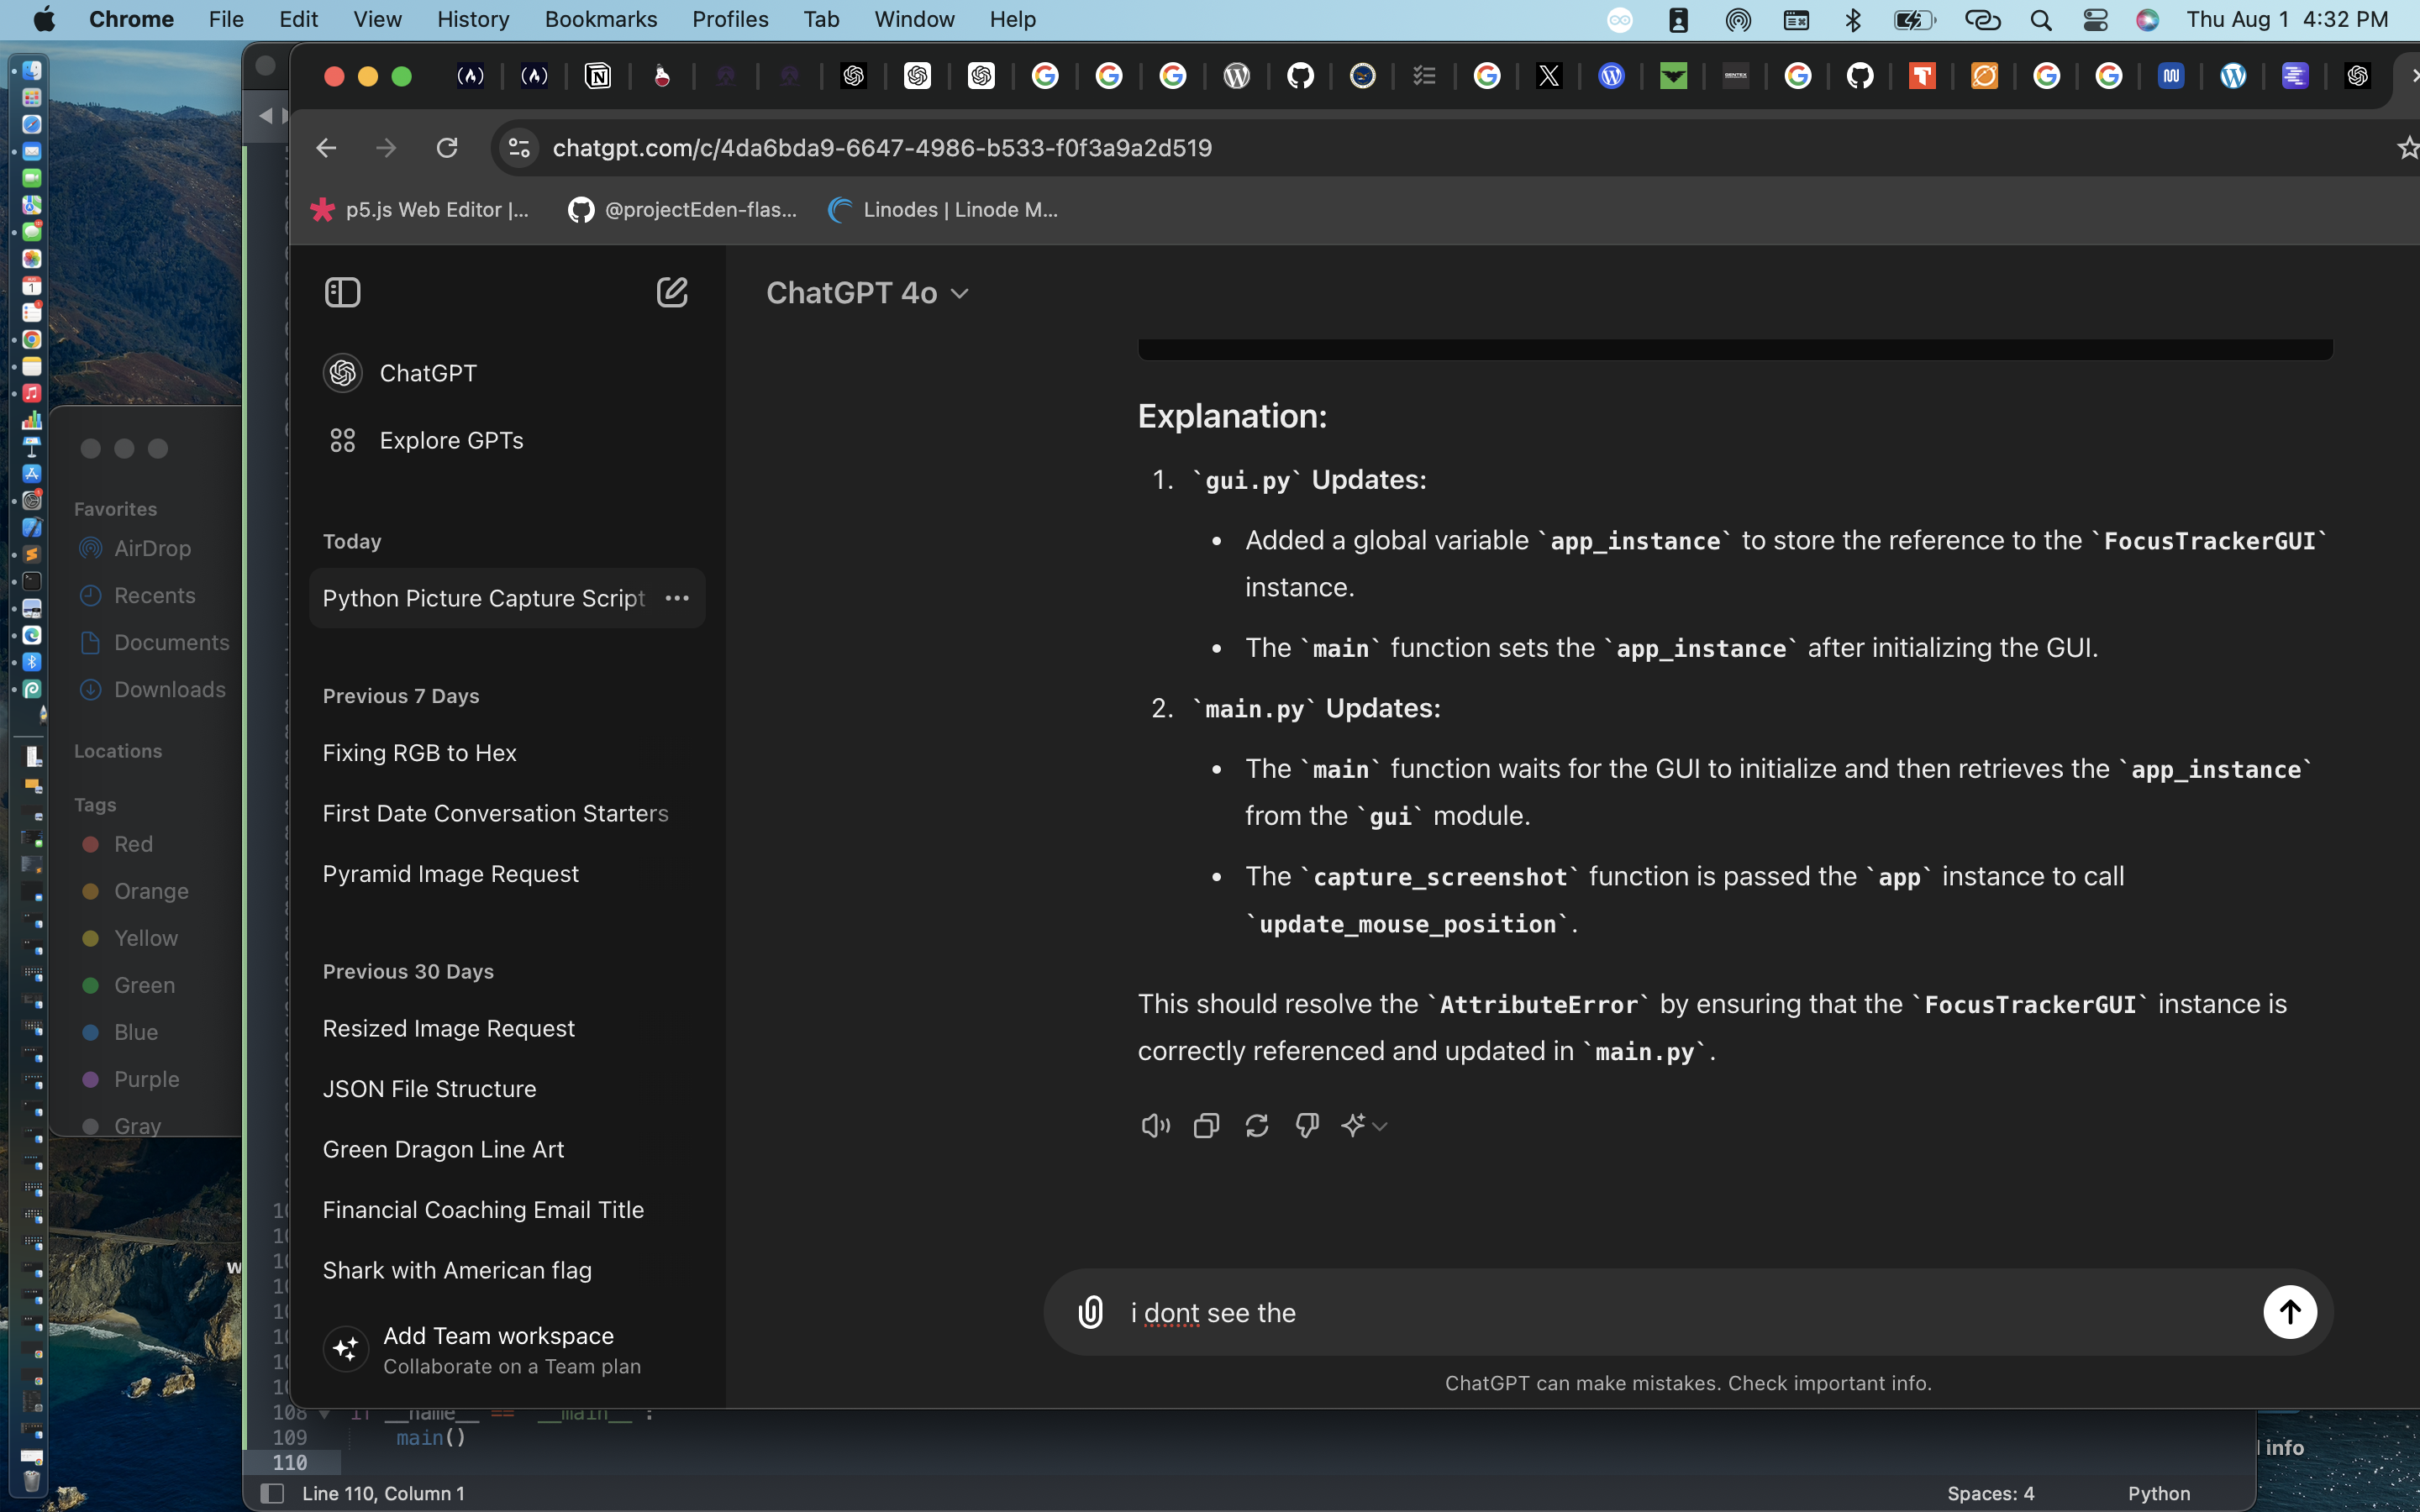 Chrome File Edit View History Bookmarks Profiles Tab Window Help Thu Aug 1 4:32 PM
chatgpt.com/c/4da6bda9-6647-4986-b533-f0f3a9a2d519
p5.js Web Editor |... @projectEden-flas... Linodes | Linode M...
ChatGPT 4o
ChatGPT
Explore GPTs
Today
Python Picture Capture Script
Previous 7 Days
Fixing RGB to Hex
First Date Conversation Starters
Pyramid Image Request
Previous 30 Days
Resized Image Request
JSON File Structure
Green Dragon Line Art
Financial Coaching Email Title
Shark with American flag
Add Team workspace
Collaborate on a Team plan
Explanation:
1. `gui.py` Updates:
• Added a global variable `app_instance` to store the reference to the `FocusTrackerGUI`
instance.
• The `main` function sets the `app_instance` after initializing the GUI.
2. `main.py` Updates:
• The `main` function waits for the GUI to initialize and then retrieves the `app_instance`
from the `gui` module.
• The `capture_screenshot` function is passed the `app` instance to call
`update_mouse_position`.
This should resolve the `AttributeError` by ensuring that the `FocusTrackerGUI` instance is
correctly referenced and updated in `main.py`.
i dont see the
ChatGPT can make mistakes. Check important info.
Favorites
AirDrop
Recents
Documents
Downloads
Locations
Tags
Red
Orange
Yellow
Green
Blue
Purple
Gray
108 if __name__ == "__main__":
109 main()
110
info
Line 110, Column 1 Spaces: 4 Python